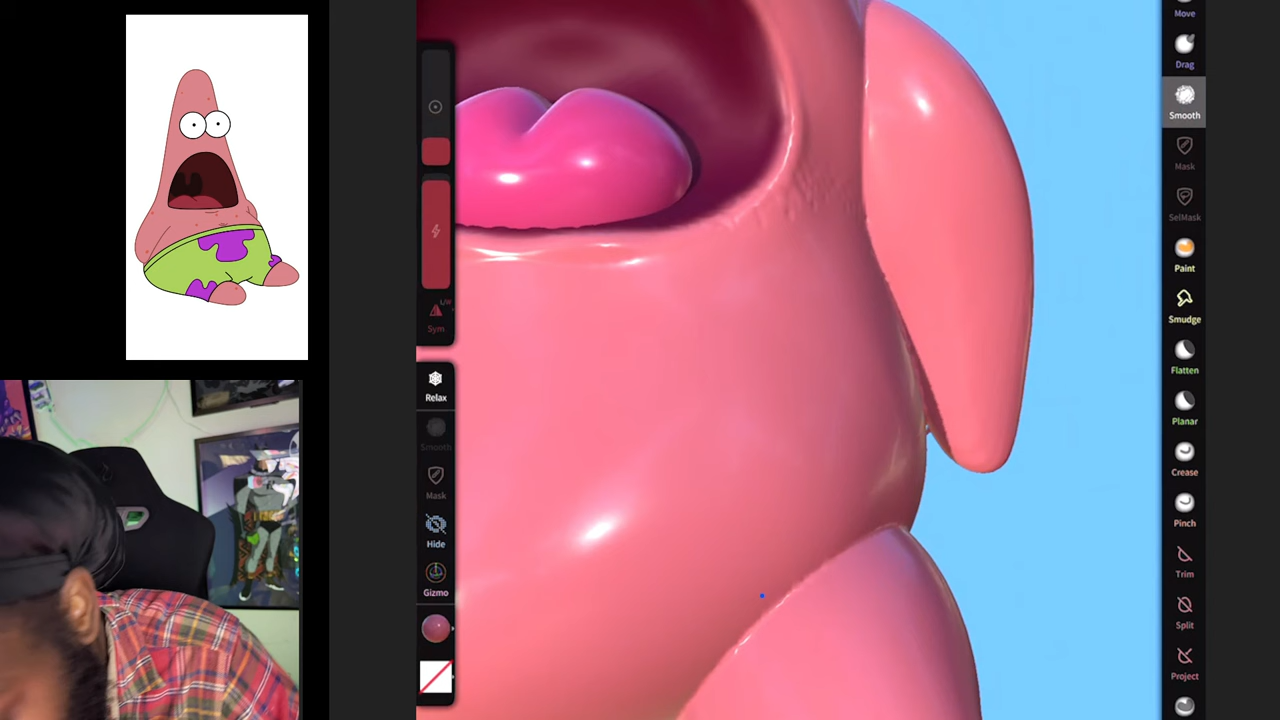 L/W
Sym
Relax
Smooth
Mask
Hide
Gizmo
Move
Drag
Smooth
Mask
SelMask
Paint
Smudge
Flatten
Planar
Crease
Pinch
Trim
Split
Project